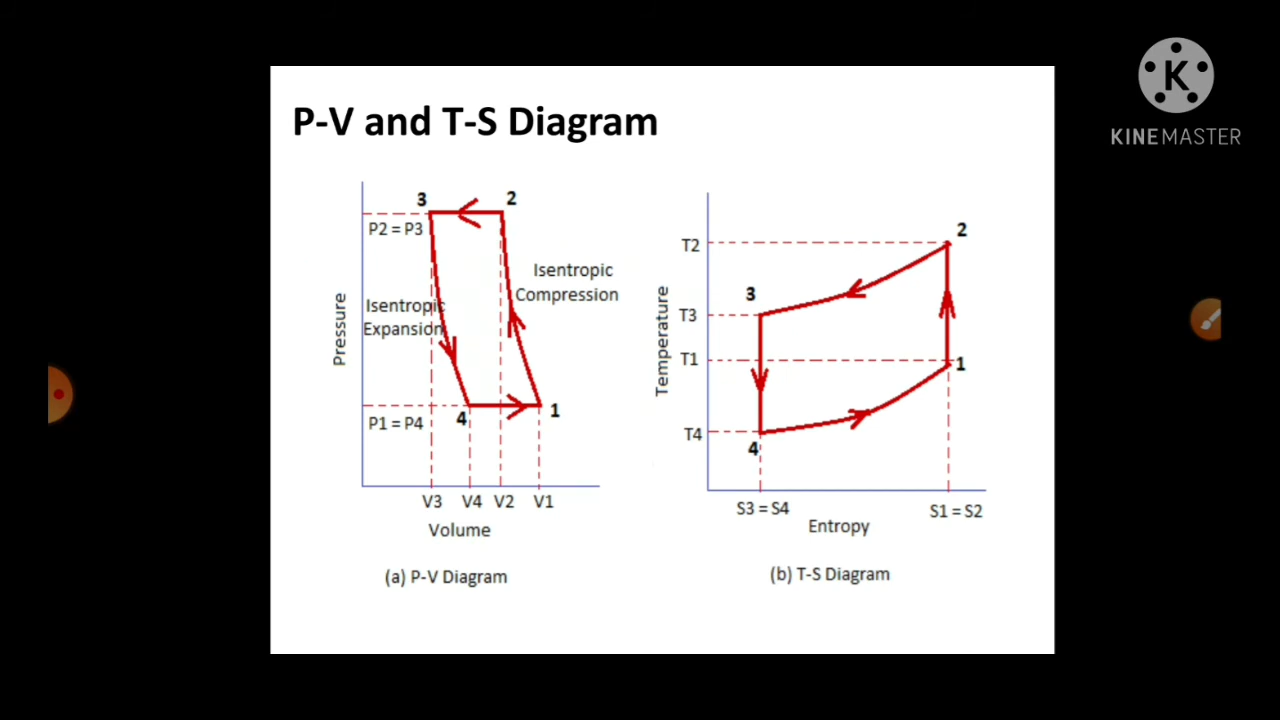 P-V and T-S Diagram
K
KINEMASTER
3
2
P2 = P3
Isentropic
Compression
Isentropic
Expansion
Pressure
P1 = P4
4
1
V3
V4
V2
V1
Volume
(a) P-V Diagram
2
T2
3
T3
Temperature
T1
1
T4
4
S3 = S4
S1 = S2
Entropy
(b) T-S Diagram